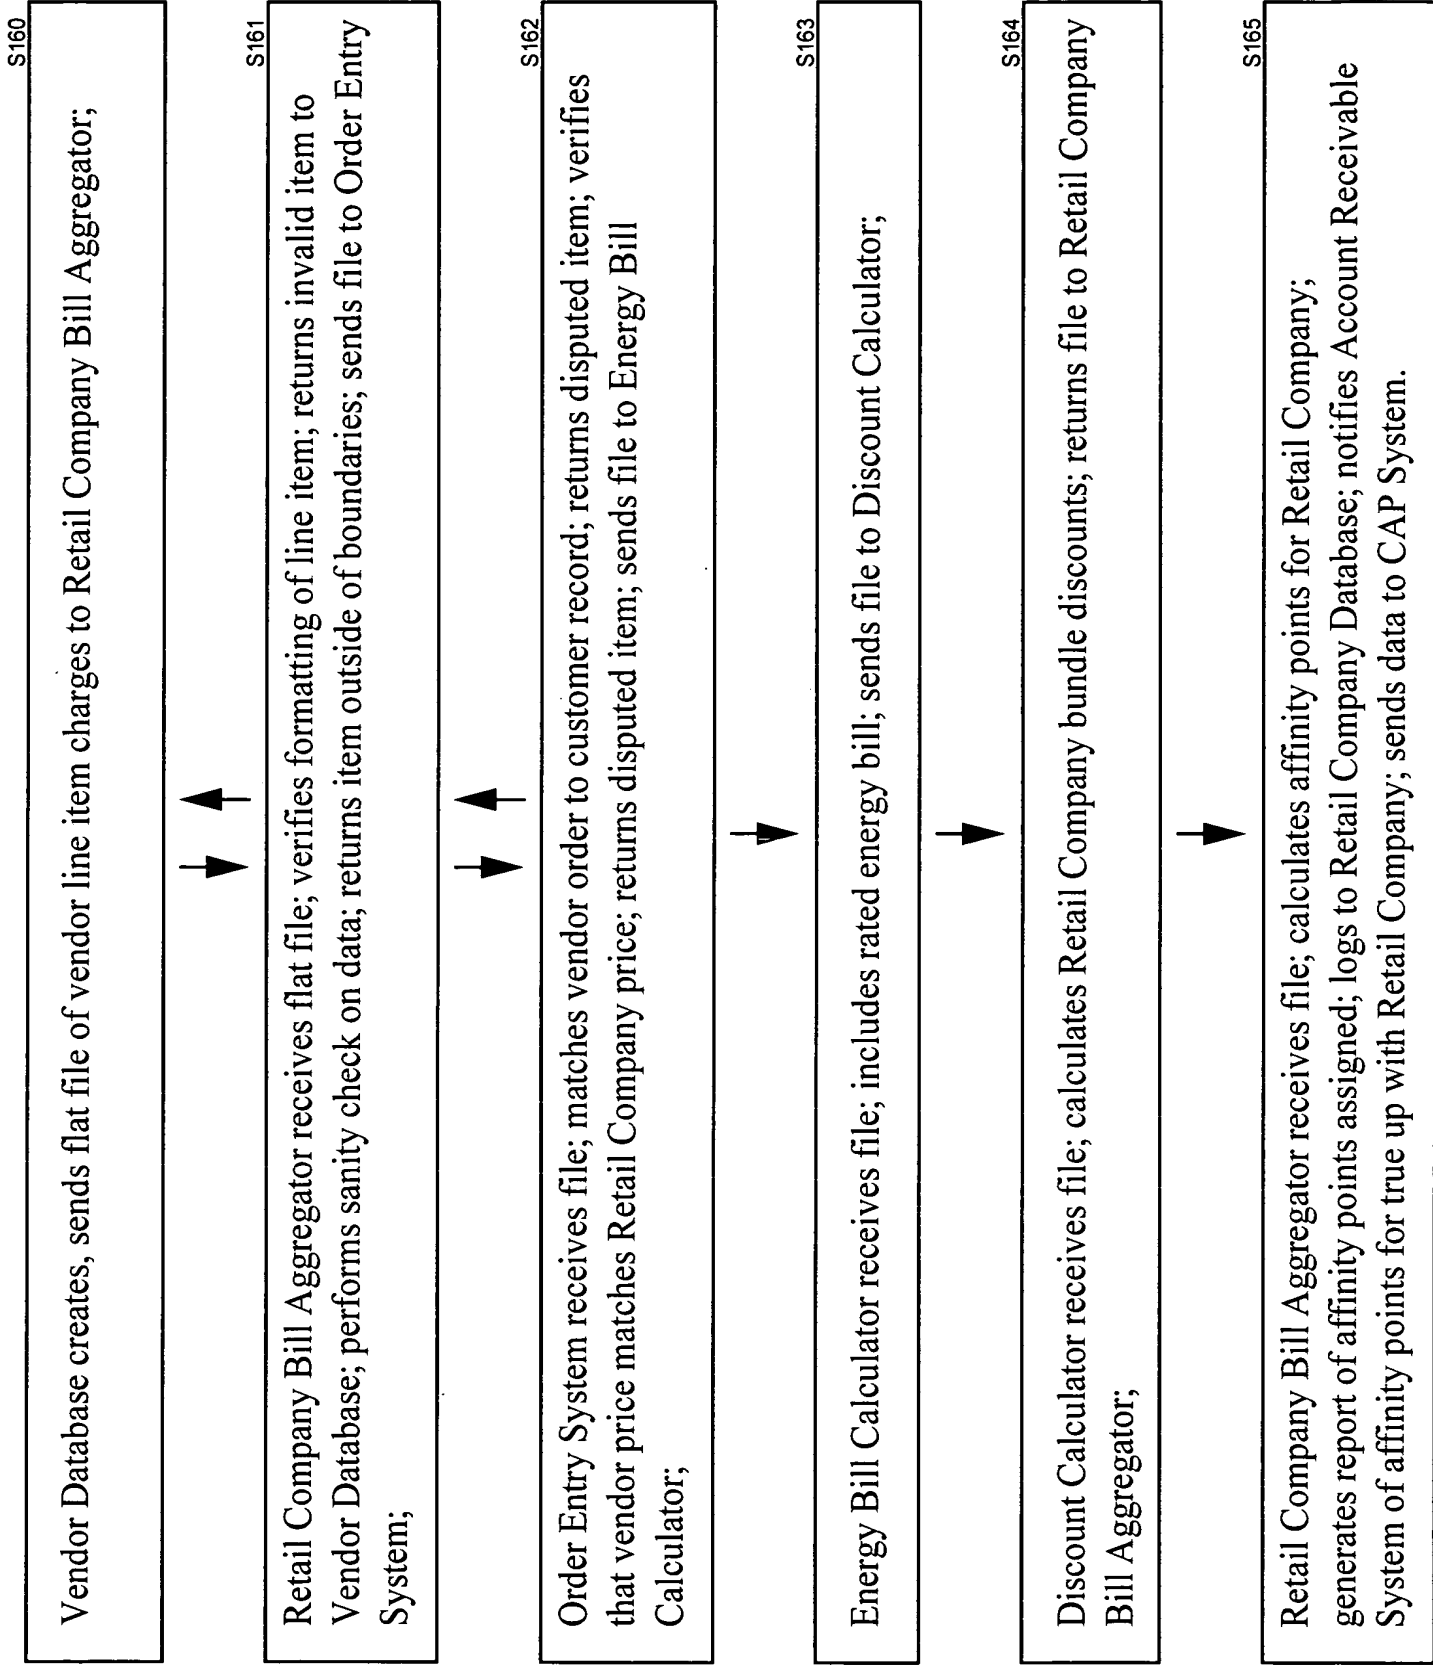 S160
Vendor Database creates, sends flat file of vendor line item charges to Retail Company Bill Aggregator;
S161
Retail Company Bill Aggregator receives flat file; verifies formatting of line item; returns invalid item to
Vendor Database; performs sanity check on data; returns item outside of boundaries; sends file to Order Entry
System;
S162
Order Entry System receives file; matches vendor order to customer record; returns disputed item; verifies
that vendor price matches Retail Company price; returns disputed item; sends file to Energy Bill
Calculator;
S163
Energy Bill Calculator receives file; includes rated energy bill; sends file to Discount Calculator;
S164
Discount Calculator receives file; calculates Retail Company bundle discounts; returns file to Retail Company
Bill Aggregator;
S165
Retail Company Bill Aggregator receives file; calculates affinity points for Retail Company;
generates report of affinity points assigned; logs to Retail Company Database; notifies Account Receivable
System of affinity points for true up with Retail Company; sends data to CAP System.